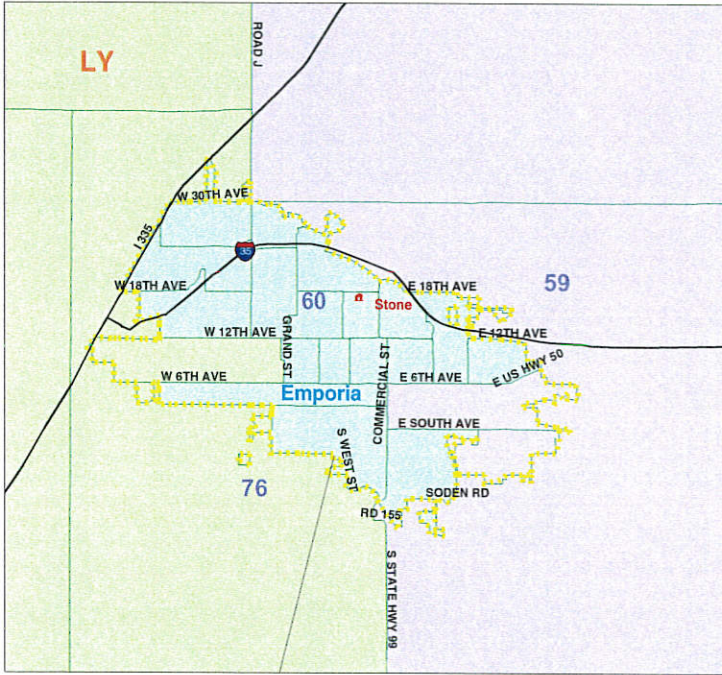 LY
ROAD J
W 30TH AVE
I 335
35
W 18TH AVE
E 18TH AVE
59
60
Stone
W 12TH AVE
GRAND ST
E 12TH AVE
COMMERCIAL ST
W 6TH AVE
E 6TH AVE
E US HWY 50
Emporia
E SOUTH AVE
S WEST ST
76
SODEN RD
RD 155
S STATE HWY 99